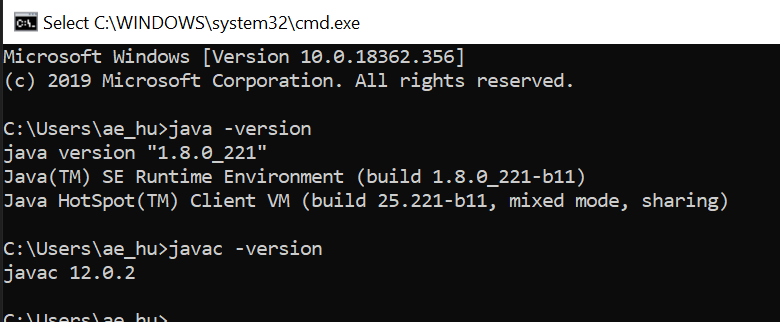 Select C:\WINDOWS\system32\cmd.exe
Microsoft Windows [Version 10.0.18362.356]
(c) 2019 Microsoft Corporation. All rights reserved.
C:\Users\ae_hu>java -version
java version "1.8.0_221"
Java(TM) SE Runtime Environment (build 1.8.0_221-b11)
Java HotSpot(TM) Client VM (build 25.221-b11, mixed mode, sharing)
C:\Users\ae_hu>javac -version
javac 12.0.2
C:\Users\ae_hu>